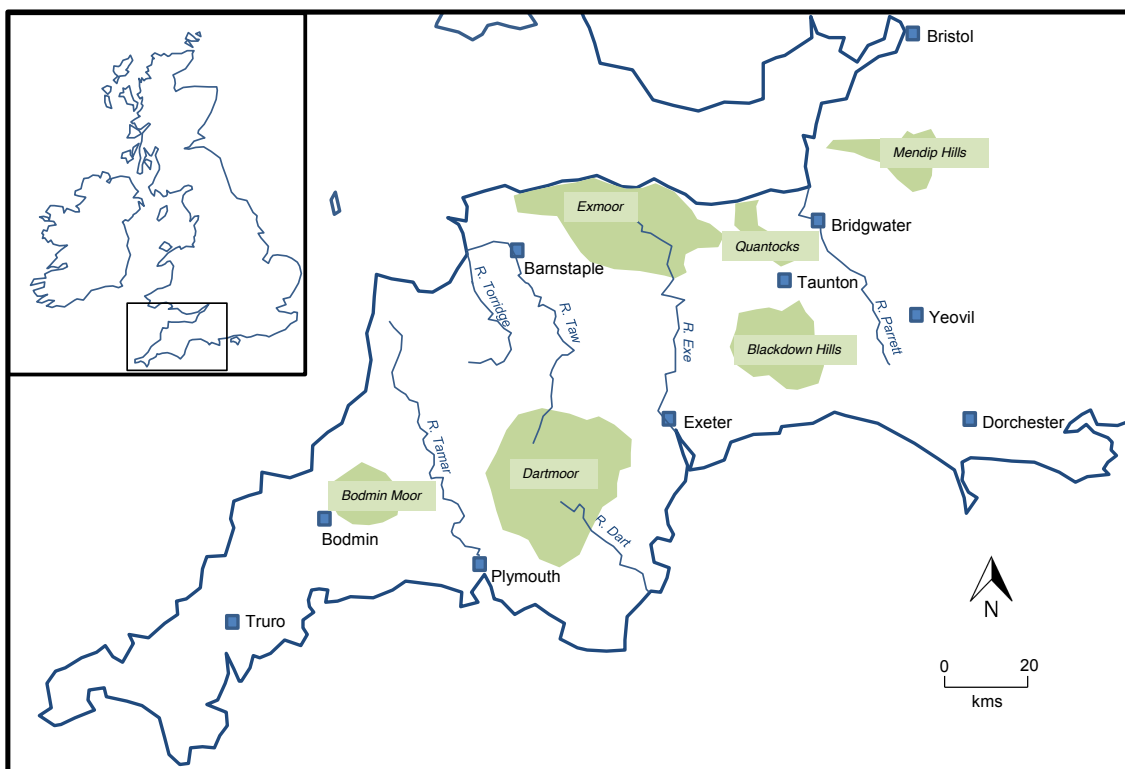 Bristol
Mendip Hills
Exmoor
Bridgwater
Quantocks
Barnstaple
Taunton
R. Torridge
R. Taw
R. Exe
R. Parrett
Yeovil
Blackdown Hills
Exeter
Dorchester
R. Tamar
Dartmoor
Bodmin Moor
R. Dart
Bodmin
Plymouth
N
Truro
0 20
kms